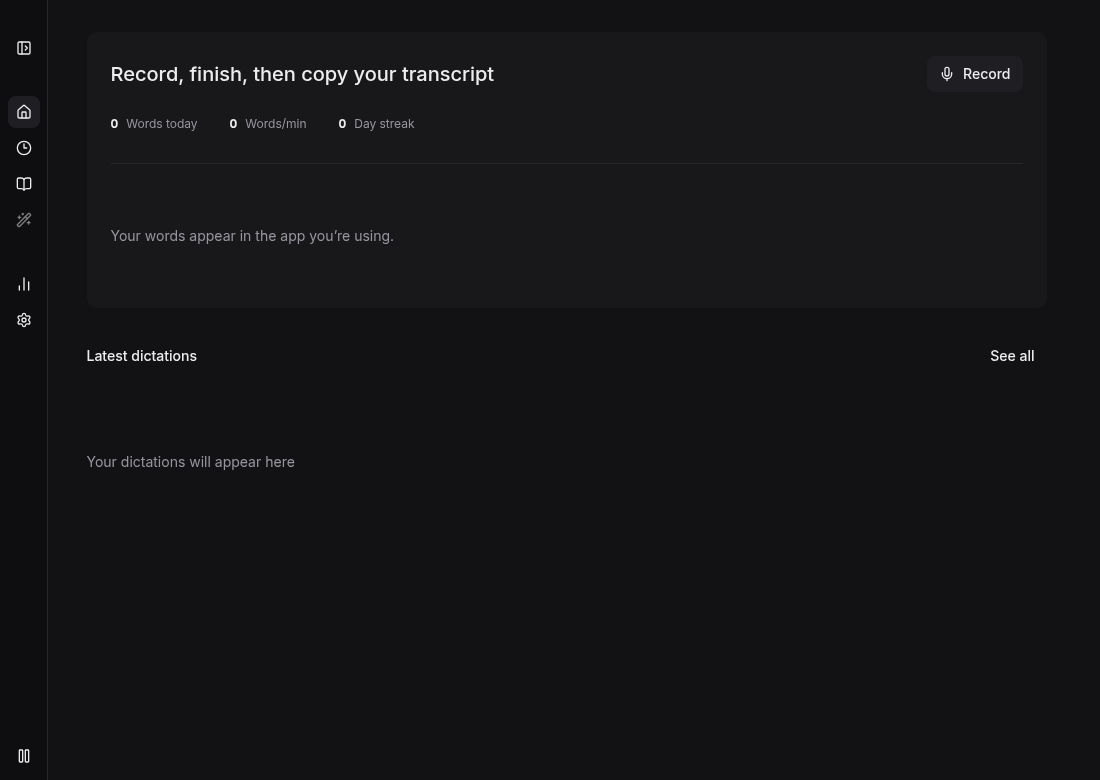 Record, finish, then copy your transcript
Record
0 Words today 0 Words/min 0 Day streak
Your words appear in the app you’re using.
Latest dictations
See all
Your dictations will appear here